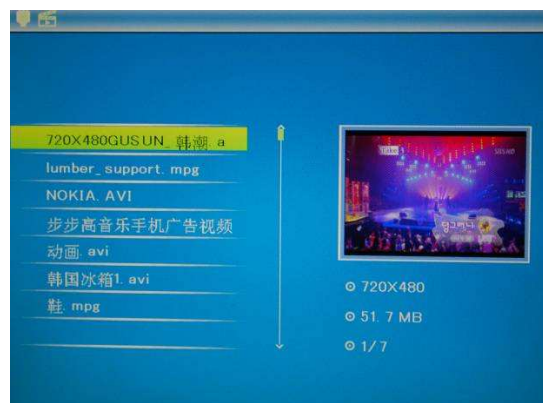 720X480GUSUN_韩潮. a
lumber_support. mpg
NOKIA. AVI
步步高音乐手机广告视频
动画. avi
韩国冰箱1. avi
鞋. mpg
720X480
51. 7 MB
1/7